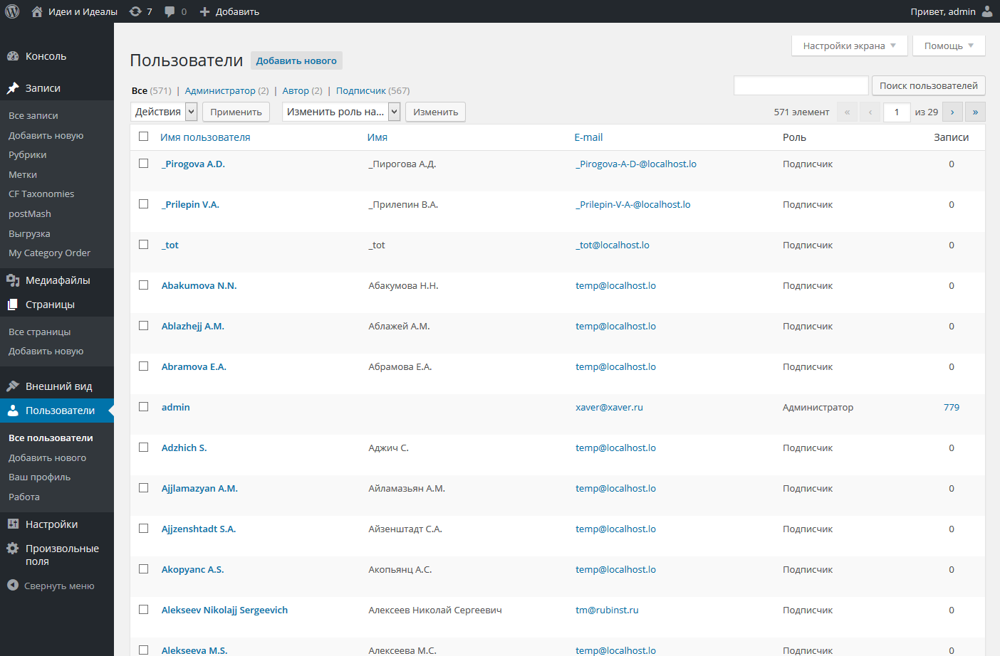 Идеи и Идеалы 7 0 Добавить Привет, admin
Консоль
Записи
Все записи
Добавить новую
Рубрики
Метки
CF Taxonomies
postMash
Выгрузка
My Category Order
Медиафайлы
Страницы
Все страницы
Добавить новую
Внешний вид
Пользователи
Все пользователи
Добавить нового
Ваш профиль
Работа
Настройки
Произвольные
поля
Свернуть меню
Настройки экрана Помощь
Пользователи Добавить нового
Все (571) | Администратор (2) | Автор (2) | Подписчик (567) Поиск пользователей
Действия Применить Изменить роль на... Изменить 571 элемент « ‹ 1 из 29 › »
Имя пользователя Имя E-mail Роль Записи
_Pirogova A.D. _Пирогова А.Д. _Pirogova-A-D-@localhost.lo Подписчик 0
_Prilepin V.A. _Прилепин В.А. _Prilepin-V-A-@localhost.lo Подписчик 0
_tot _tot _tot@localhost.lo Подписчик 0
Abakumova N.N. Абакумова Н.Н. temp@localhost.lo Подписчик 0
Ablazhejj A.M. Аблажей А.М. temp@localhost.lo Подписчик 0
Abramova E.A. Абрамова Е.А. temp@localhost.lo Подписчик 0
admin xaver@xaver.ru Администратор 779
Adzhich S. Аджич С. temp@localhost.lo Подписчик 0
Ajjlamazyan A.M. Айламазьян А.М. temp@localhost.lo Подписчик 0
Ajjzenshtadt S.A. Айзенштадт С.А. temp@localhost.lo Подписчик 0
Akopyanc A.S. Акопьянц А.С. temp@localhost.lo Подписчик 0
Alekseev Nikolajj Sergeevich Алексеев Николай Сергеевич tm@rubinst.ru Подписчик 0
Alekseeva M.S. Алексеева М.С. temp@localhost.lo Подписчик 0